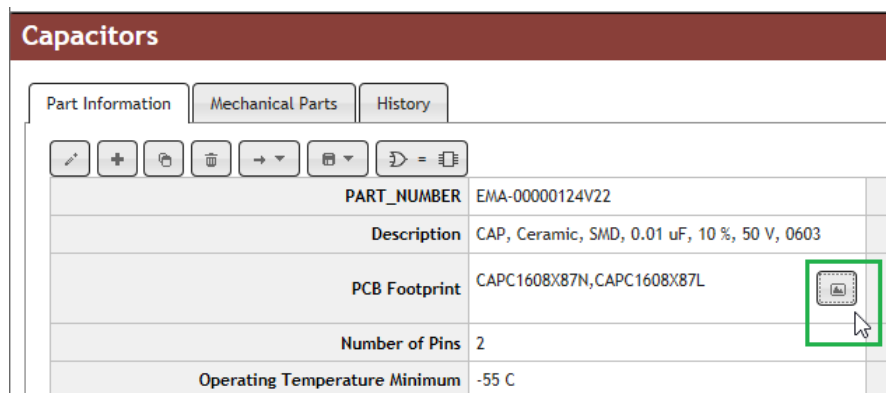 Capacitors
Part Information Mechanical Parts History
=
PART_NUMBER EMA-00000124V22
Description CAP, Ceramic, SMD, 0.01 uF, 10 %, 50 V, 0603
PCB Footprint CAPC1608X87N,CAPC1608X87L
Number of Pins 2
Operating Temperature Minimum -55 C